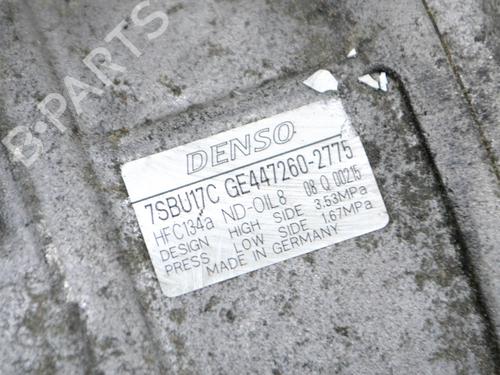 B-PARTS
DENSO
7SBU17C GE447260-2775
HFC134a ND-OIL8 08 Q 00215
DESIGN HIGH SIDE 3.53MPa
PRESS LOW SIDE 1.67MPa
MADE IN GERMANY